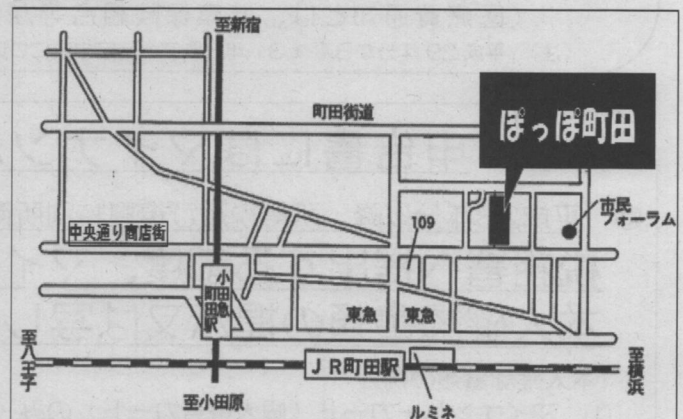 至新宿
町田街道
ぽっぽ町田
市民
フォーラム
中央通り商店街
109
小田急
町田駅
東急
東急
至八王子
JR町田駅
至横浜
至小田原
ルミネ